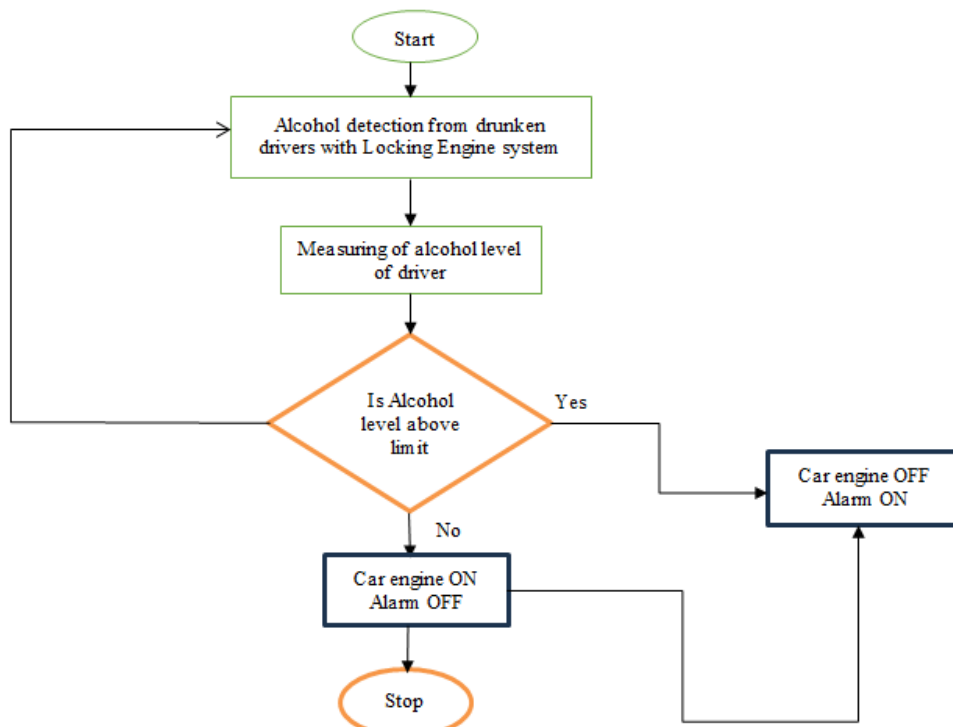 Start
Alcohol detection from drunken
drivers with Locking Engine system
Measuring of alcohol level
of driver
Is Alcohol
level above
limit
Yes
Car engine OFF
Alarm ON
No
Car engine ON
Alarm OFF
Stop